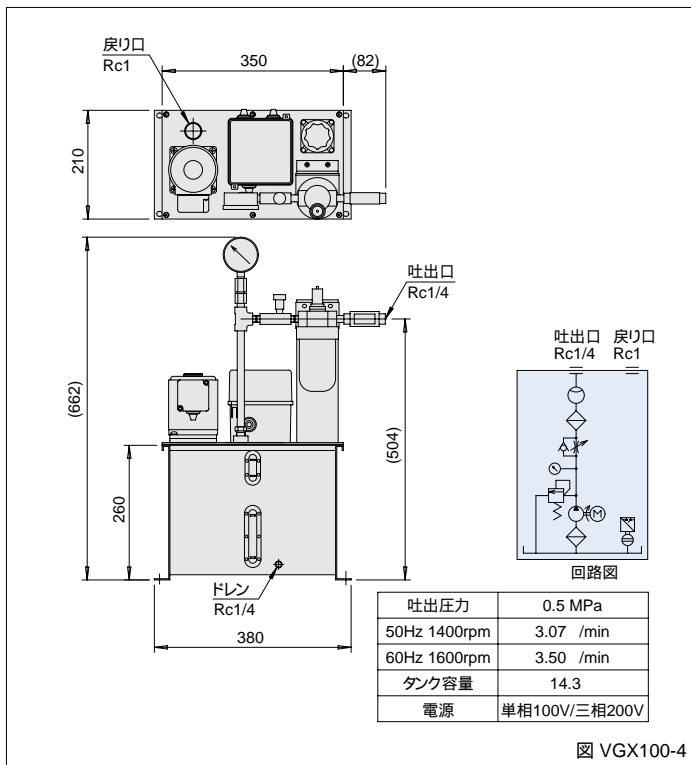 戻り口
Rc1
350
(82)
210
吐出口
Rc1/4
(662)
(504)
260
ドレン
Rc1/4
380
吐出口 戻り口
Rc1/4 Rc1
M
回路図
吐出圧力 0.5 MPa
50Hz 1400rpm 3.07 /min
60Hz 1600rpm 3.50 /min
タンク容量 14.3
電源 単相100V/三相200V
図 VGX100-4